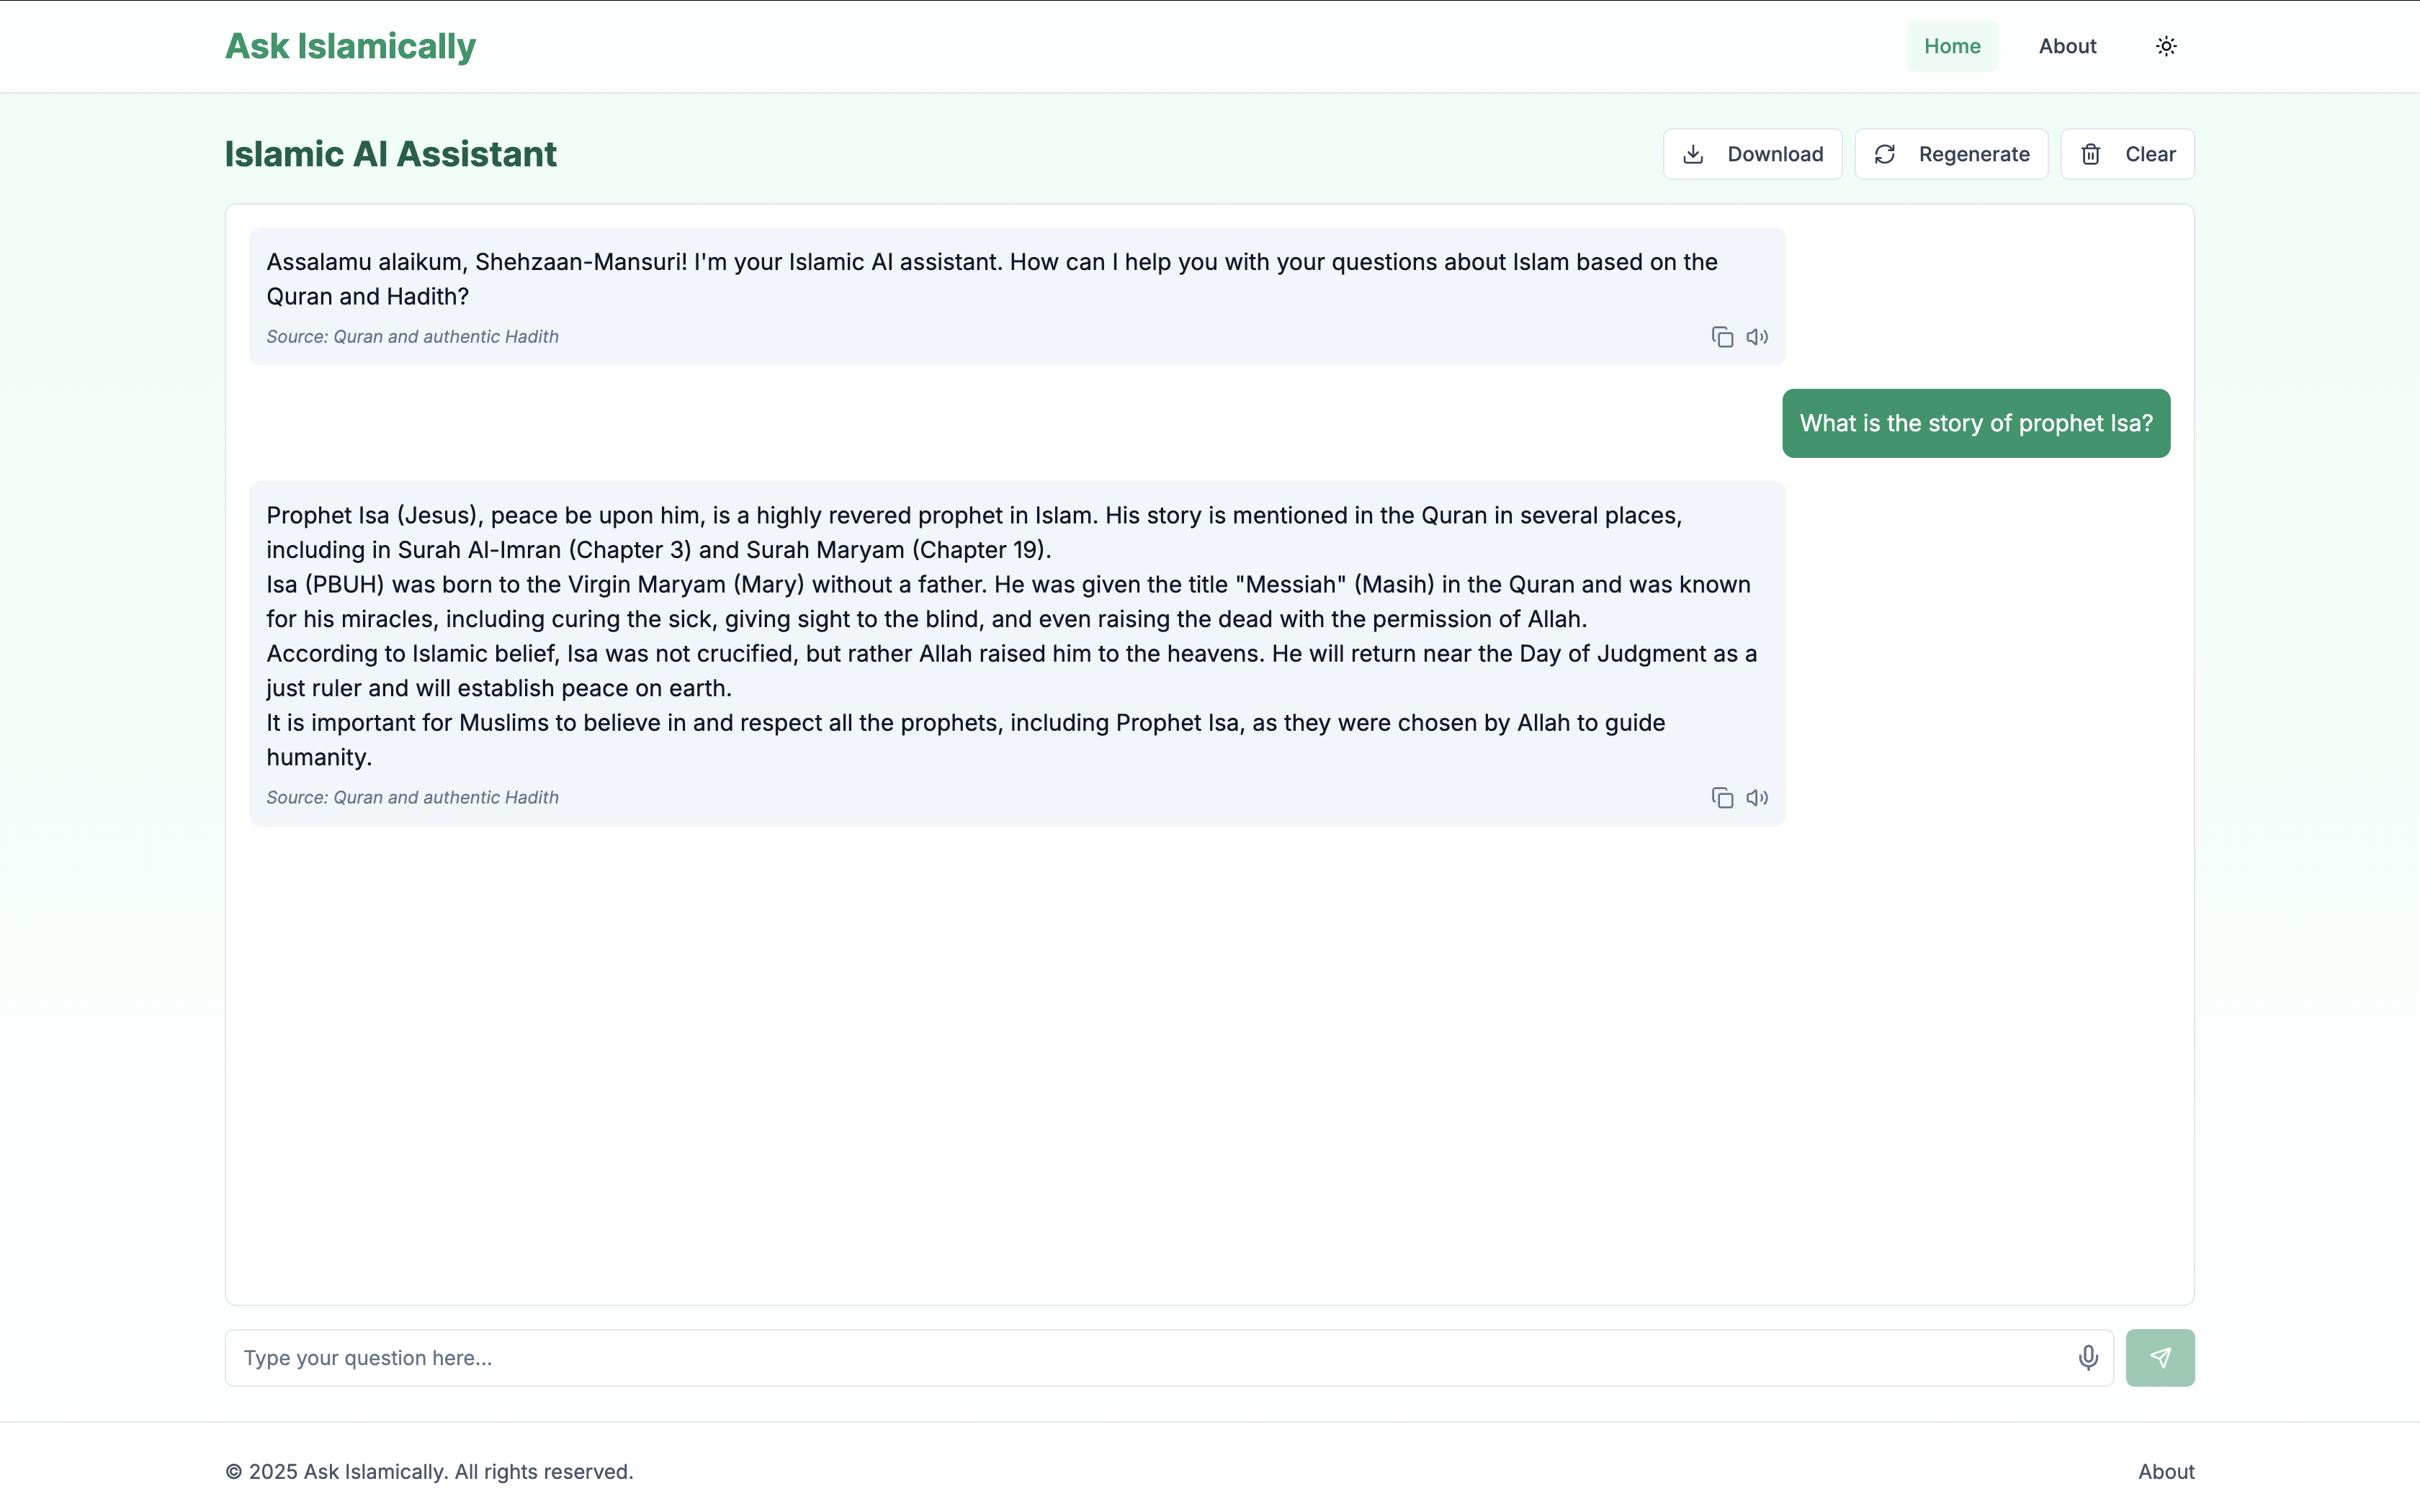 Ask Islamically
Home
About
Islamic AI Assistant
Download
Regenerate
Clear
Assalamu alaikum, Shehzaan-Mansuri! I'm your Islamic AI assistant. How can I help you with your questions about Islam based on the
Quran and Hadith?
Source: Quran and authentic Hadith
What is the story of prophet Isa?
Prophet Isa (Jesus), peace be upon him, is a highly revered prophet in Islam. His story is mentioned in the Quran in several places,
including in Surah Al-Imran (Chapter 3) and Surah Maryam (Chapter 19).
Isa (PBUH) was born to the Virgin Maryam (Mary) without a father. He was given the title "Messiah" (Masih) in the Quran and was known
for his miracles, including curing the sick, giving sight to the blind, and even raising the dead with the permission of Allah.
According to Islamic belief, Isa was not crucified, but rather Allah raised him to the heavens. He will return near the Day of Judgment as a
just ruler and will establish peace on earth.
It is important for Muslims to believe in and respect all the prophets, including Prophet Isa, as they were chosen by Allah to guide
humanity.
Source: Quran and authentic Hadith
Type your question here...
© 2025 Ask Islamically. All rights reserved.
About